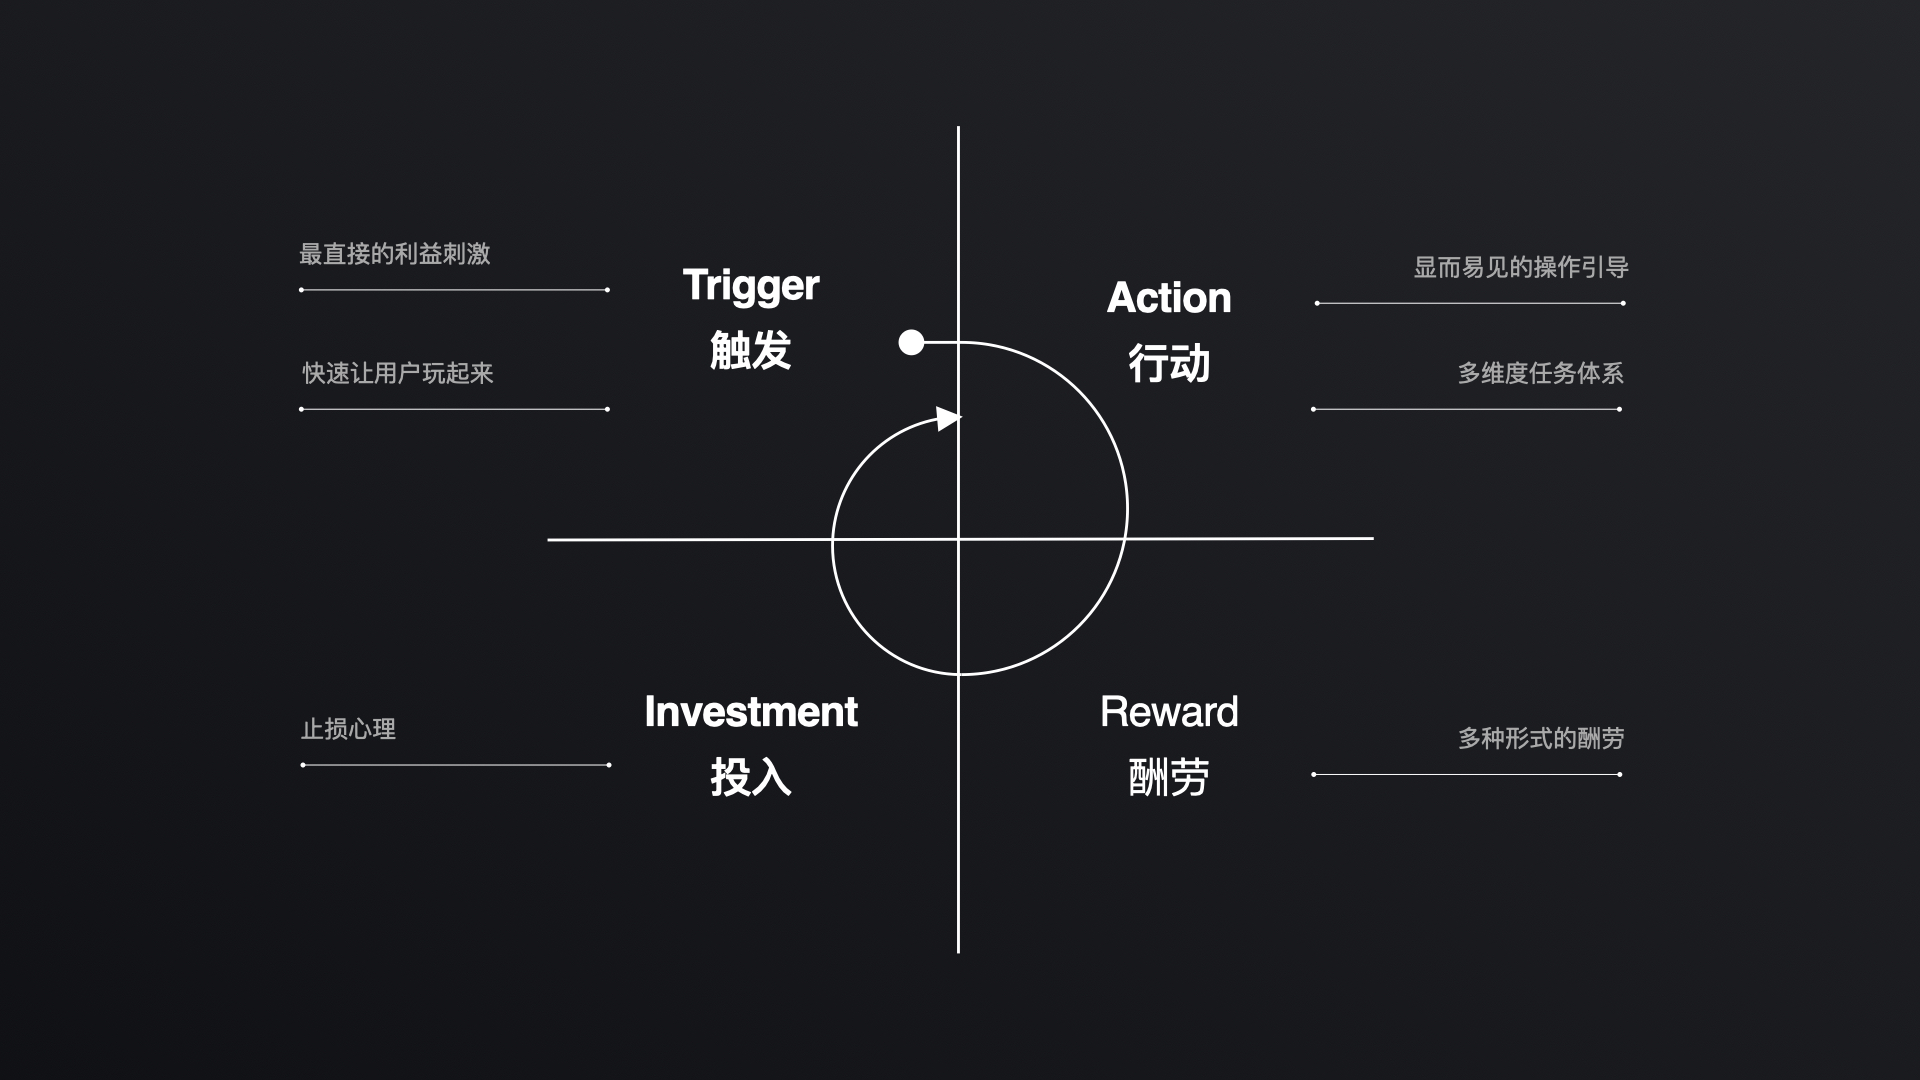 最直接的利益刺激
快速让用户玩起来
Trigger
触发
Action
行动
显而易见的操作引导
多维度任务体系
止损心理
Investment
投入
Reward
酬劳
多种形式的酬劳